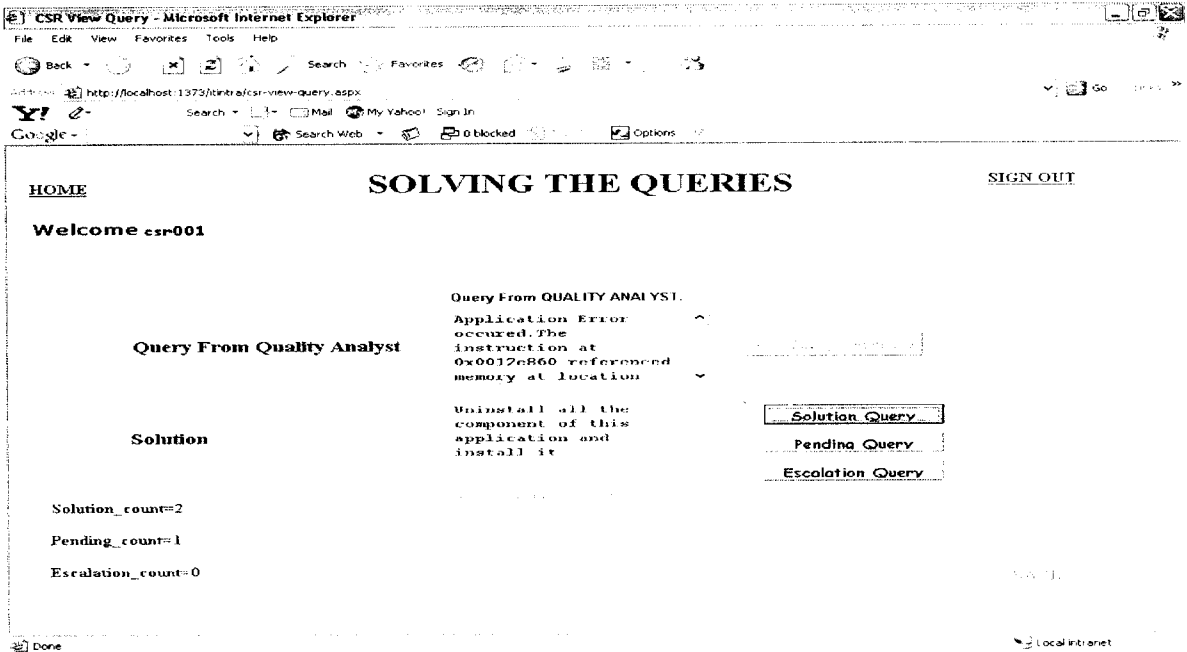 CSR View Query - Microsoft Internet Explorer
File Edit View Favorites Tools Help
Back Search Favorites
Address http://localhost:1373/itintra/csr-view-query.aspx Go
Y! Search Mail My Yahoo! Sign In
Google Search Web 0 blocked Options
HOME
SOLVING THE QUERIES
SIGN OUT
Welcome csr001
Query From QUALITY ANALYST.
Query From Quality Analyst
Application Error
occured.The
instruction at
0x0012e860 referenced
memory at location
Solution
Uninstall all the
component of this
application and
install it
Solution Query
Pending Query
Escalation Query
Solution_count=2
Pending_count=1
Escalation_count=0
Done
Local intranet